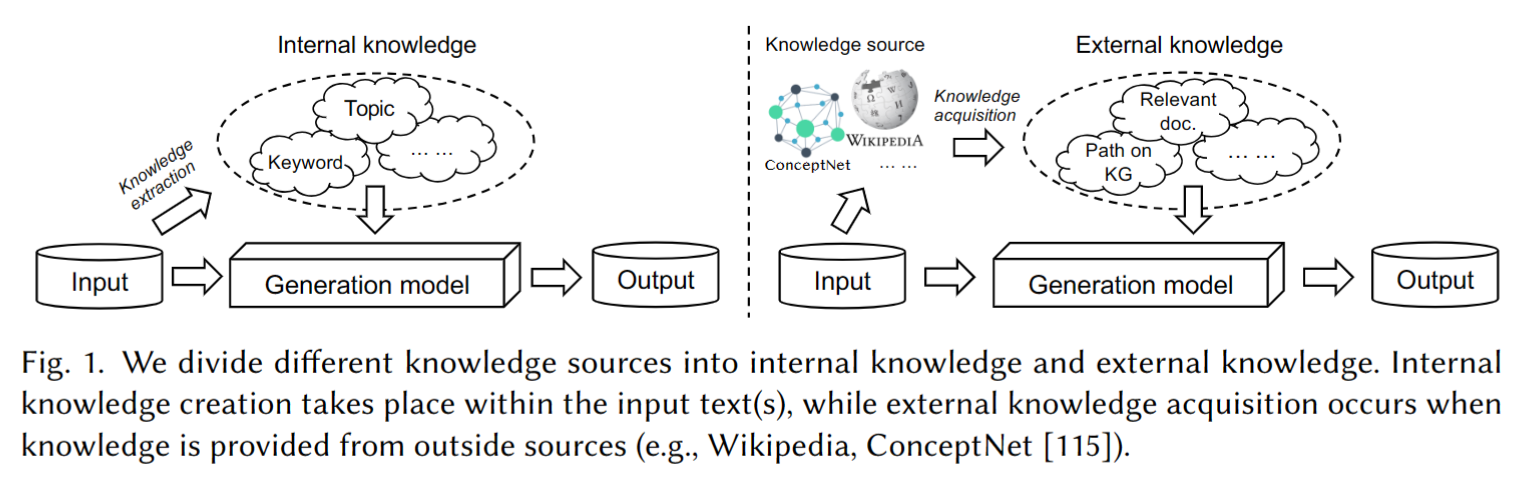 Internal knowledge
Topic
Keyword
... ...
Knowledge
extraction
Input
Generation model
Output
Knowledge source
ConceptNet
WIKIPEDIA
... ...
Knowledge
acquisition
External knowledge
Relevant
doc.
Path on
KG
... ...
Input
Generation model
Output
Fig. 1. We divide different knowledge sources into internal knowledge and external knowledge. Internal
knowledge creation takes place within the input text(s), while external knowledge acquisition occurs when
knowledge is provided from outside sources (e.g., Wikipedia, ConceptNet [115]).